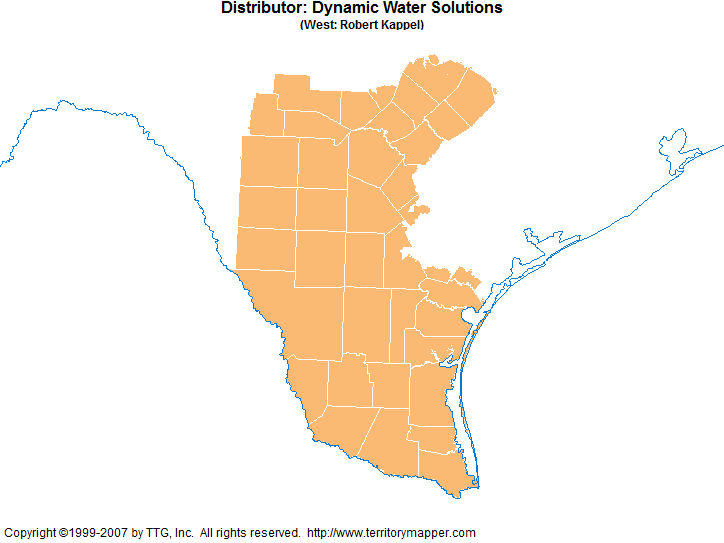 Distributor: Dynamic Water Solutions
(West: Robert Kappel)
Copyright ©1999-2007 by TTG, Inc. All rights reserved. http://www.territorymapper.com